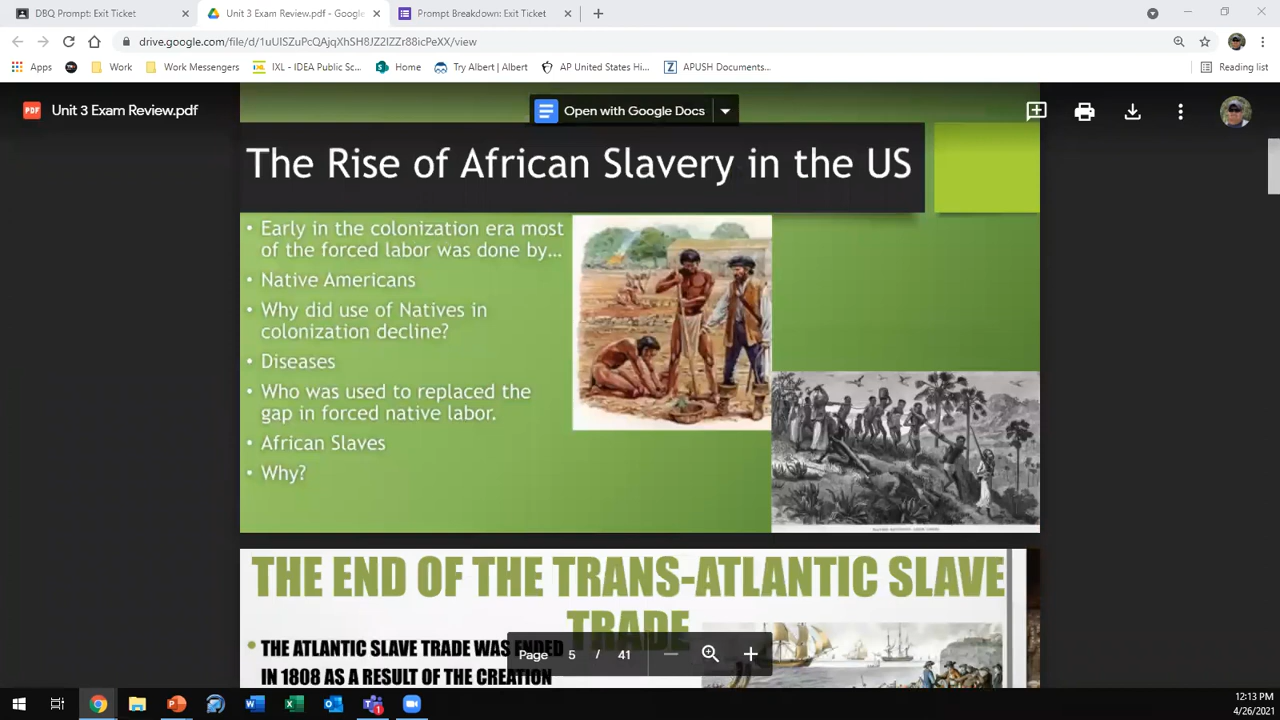 DBQ Prompt: Exit Ticket
Unit 3 Exam Review.pdf - Google
Prompt Breakdown: Exit Ticket
drive.google.com/file/d/1uUISZuPcQAjqXhSH8JZ2IZZr88icPeXX/view
Apps
Work
Work Messengers
IXL - IDEA Public Sc...
Home
Try Albert | Albert
AP United States Hi...
APUSH Documents...
Reading list
PDF
Unit 3 Exam Review.pdf
Open with Google Docs
The Rise of African Slavery in the US
• Early in the colonization era most
of the forced labor was done by...
• Native Americans
• Why did use of Natives in
colonization decline?
• Diseases
• Who was used to replaced the
gap in forced native labor.
• African Slaves
• Why?
THE END OF THE TRANS-ATLANTIC SLAVE
TRADE
• THE ATLANTIC SLAVE TRADE WAS ENDED
IN 1808 AS A RESULT OF THE CREATION
Page 5 / 41
12:13 PM
4/26/2021